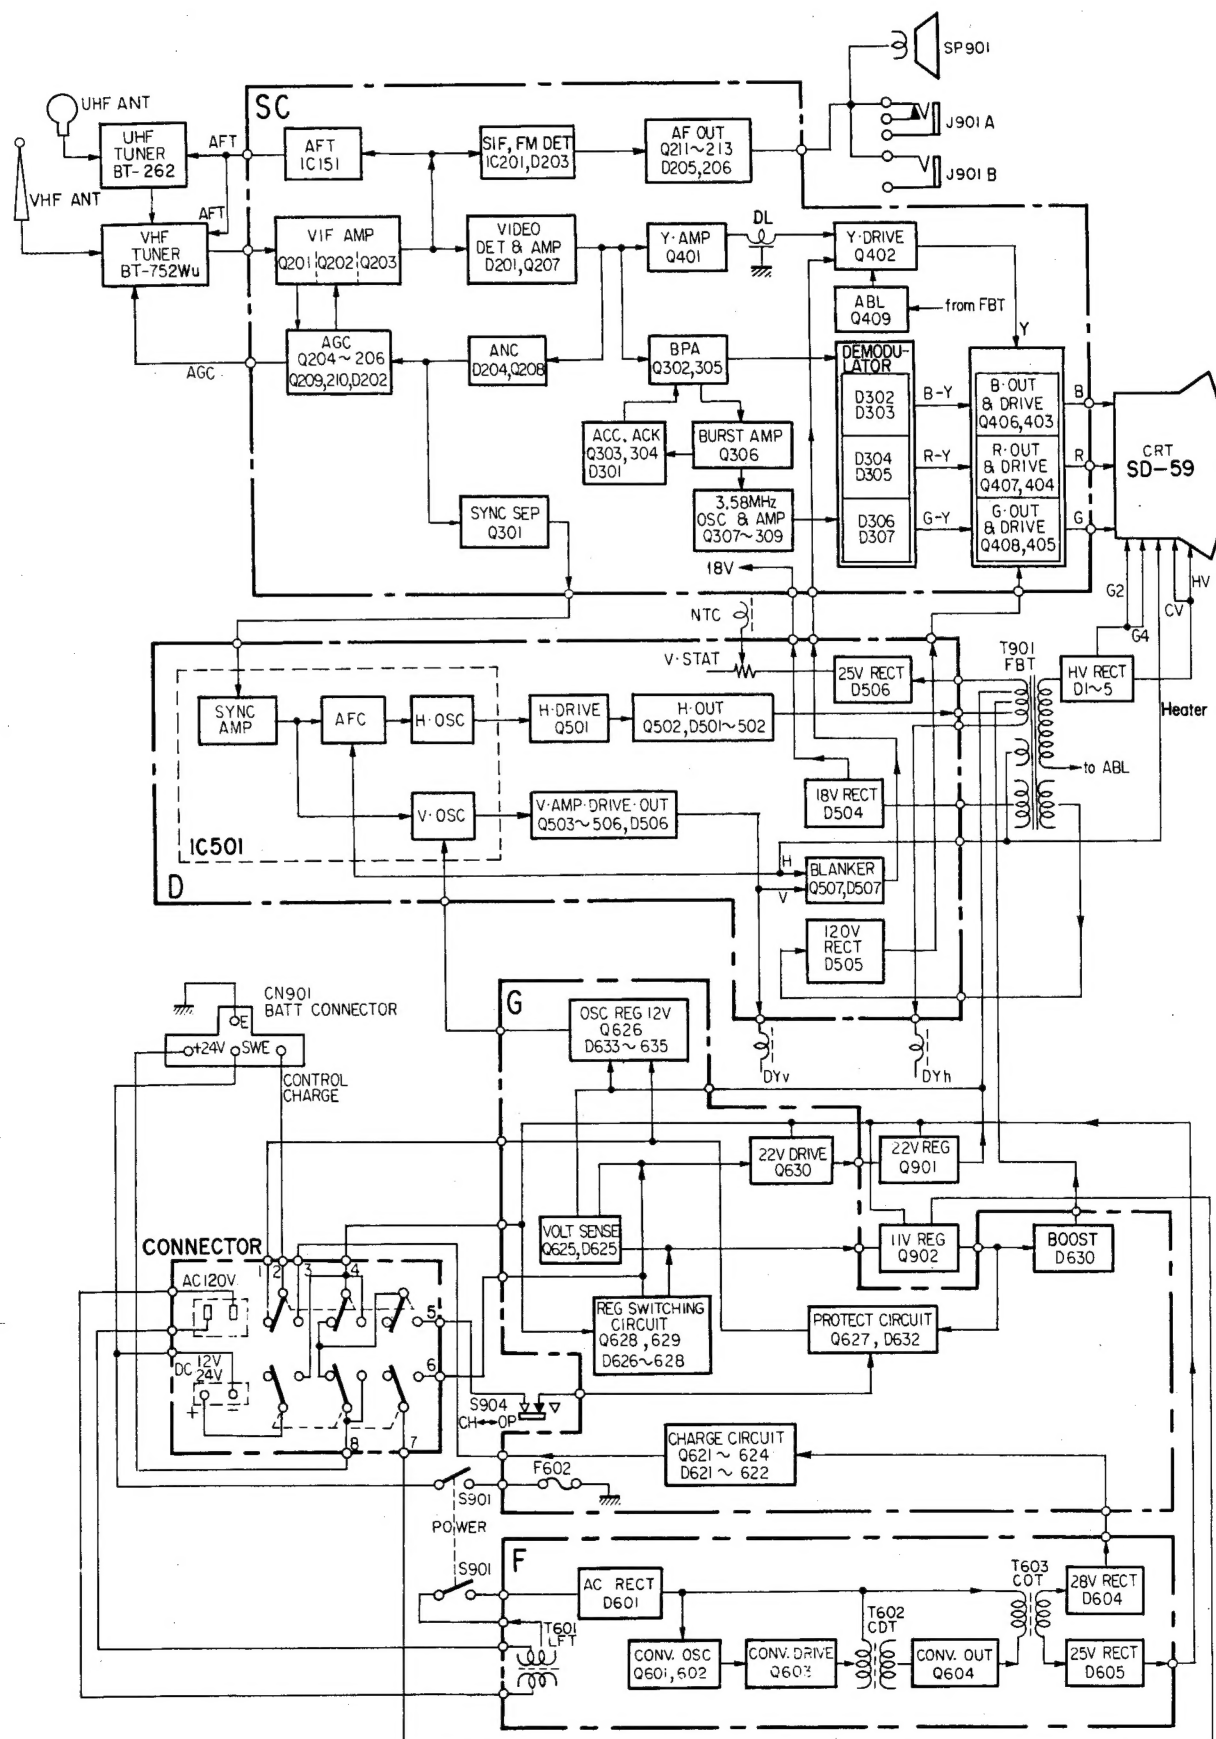 SP901
UHF ANT
SC
UHF
TUNER
BT-262
AFT
AFT
IC151
SIF, FM DET
IC201,D203
AF OUT
Q211~213
D205,206
J901A
J901B
VHF ANT
AFT
VHF
TUNER
BT-752Wu
VIF AMP
Q201 Q202 Q203
VIDEO
DET & AMP
D201,Q207
Y·AMP
Q401
DL
Y·DRIVE
Q402
ABL
Q409
from FBT
Y
AGC
AGC
Q204~206
Q209,210,D202
ANC
D204,Q208
BPA
Q302,305
DEMODU-
LATOR
D302
D303
B-Y
B·OUT
& DRIVE
Q406,403
B
ACC, ACK
Q303,304
D301
BURST AMP
Q306
D304
D305
R-Y
R·OUT
& DRIVE
Q407,404
R
CRT
SD-59
SYNC SEP
Q301
3.58MHz
OSC & AMP
Q307~309
D306
D307
G-Y
G·OUT
& DRIVE
Q408,405
G
18V
G2
G4
CV
HV
NTC
V·STAT
25V RECT
D506
T901
FBT
HV RECT
D1~5
Heater
SYNC
AMP
AFC
H·OSC
H·DRIVE
Q501
H·OUT
Q502,D501~502
to ABL
V·OSC
V·AMP·DRIVE·OUT
Q503~506,D506
18V RECT
D504
IC501
H
V
BLANKER
Q507,D507
D
120V
RECT
D505
CN901
BATT CONNECTOR
E
+24V
SWE
CONTROL
CHARGE
G
OSC REG 12V
Q626
D633~635
DYv
DYh
22V DRIVE
Q630
22V REG
Q901
VOLT SENSE
Q625,D625
11V REG
Q902
BOOST
D630
CONNECTOR
1 2 3 4
AC120V
5
REG SWITCHING
CIRCUIT
Q628,629
D626~628
PROTECT CIRCUIT
Q627, D632
DC 12V
24V
6
+ =
8 7
S904
CH↔OP
CHARGE CIRCUIT
Q621~624
D621~622
F602
S901
POWER
S901
F
AC RECT
D601
T603
COT
28V RECT
D604
T601
LFT
T602
CDT
CONV. OSC
Q601,602
CONV. DRIVE
Q603
CONV. OUT
Q604
25V RECT
D605